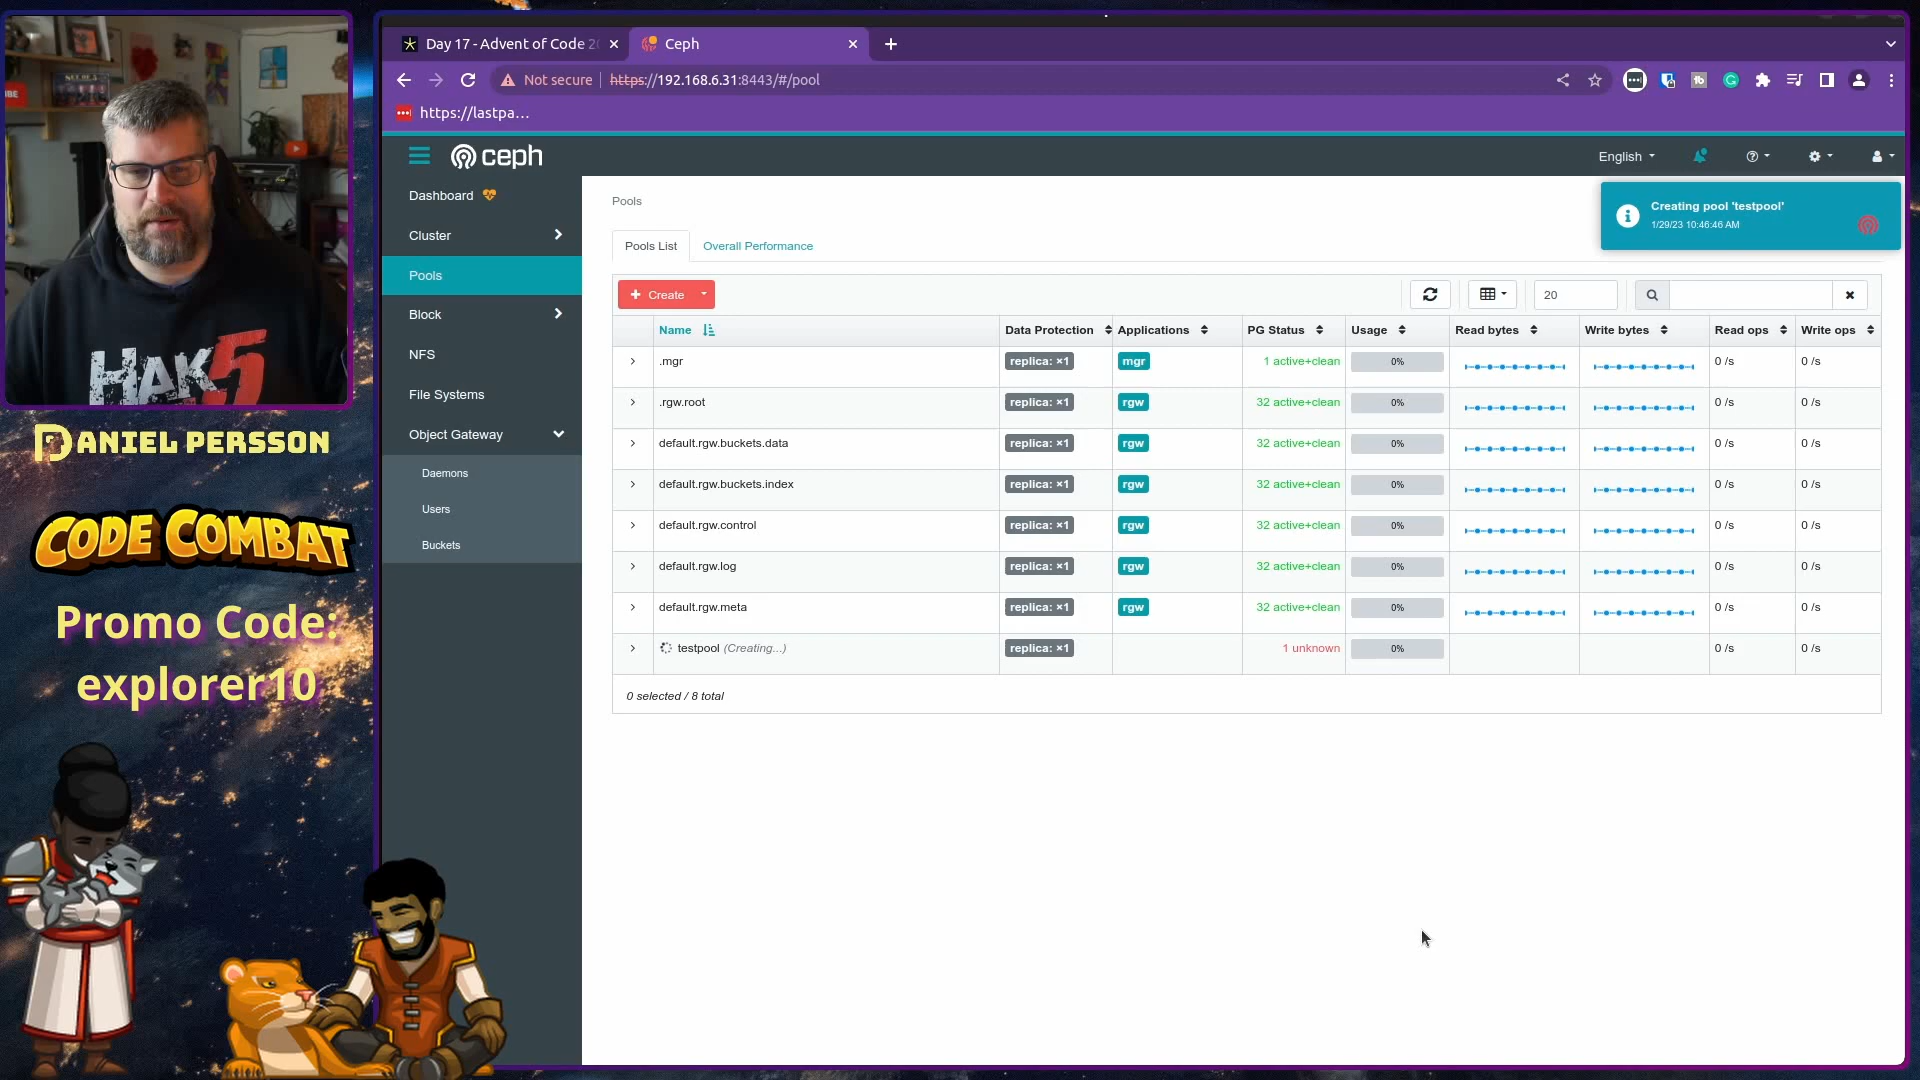 Day 17 - Advent of Code 20
Ceph
Not secure
https://192.168.6.31:8443/#/pool
https://lastpa...
ceph
English
Dashboard
Cluster
Pools
Block
NFS
File Systems
Object Gateway
Daemons
Users
Buckets
Pools
Creating pool 'testpool'
1/29/23 10:46:46 AM
Pools List
Overall Performance
Create
20
Name Data Protection Applications PG Status Usage Read bytes Write bytes Read ops Write ops
.mgr replica: ×1 mgr 1 active+clean 0% 0 /s 0 /s
.rgw.root replica: ×1 rgw 32 active+clean 0% 0 /s 0 /s
default.rgw.buckets.data replica: ×1 rgw 32 active+clean 0% 0 /s 0 /s
default.rgw.buckets.index replica: ×1 rgw 32 active+clean 0% 0 /s 0 /s
default.rgw.control replica: ×1 rgw 32 active+clean 0% 0 /s 0 /s
default.rgw.log replica: ×1 rgw 32 active+clean 0% 0 /s 0 /s
default.rgw.meta replica: ×1 rgw 32 active+clean 0% 0 /s 0 /s
testpool (Creating...) replica: ×1 1 unknown 0% 0 /s 0 /s
0 selected / 8 total
HAK5
DANIEL PERSSON
CODE COMBAT
Promo Code:
explorer10